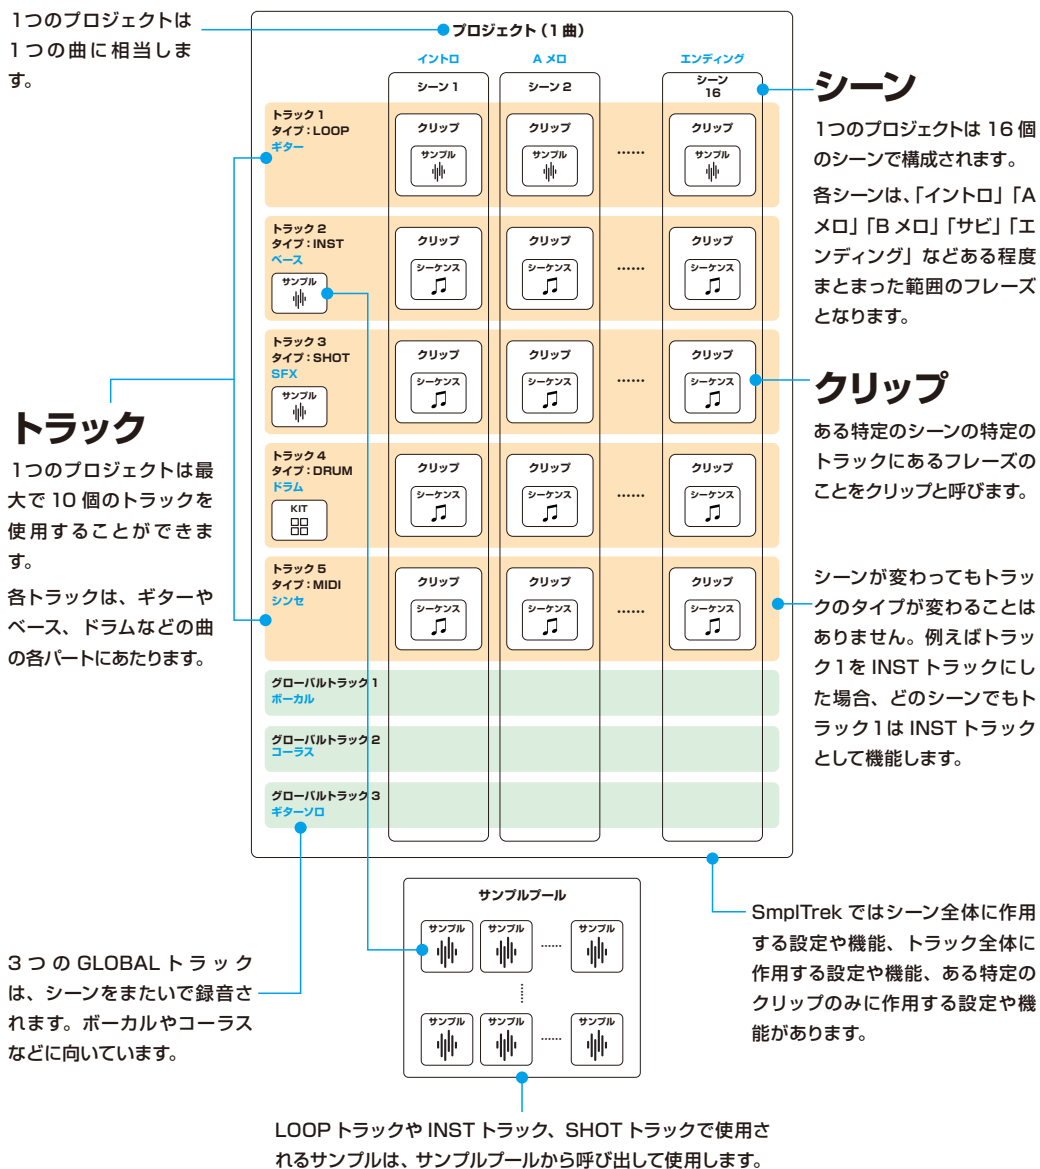 1つのプロジェクトは
1つの曲に相当しま
す。
プロジェクト（1曲）
イントロ
A メロ
エンディング
シーン 1
シーン 2
シーン
16
トラック 1
タイプ：LOOP
ギター
クリップ
サンプル
クリップ
サンプル
……
クリップ
サンプル
トラック 2
タイプ：INST
ベース
サンプル
クリップ
シーケンス
クリップ
シーケンス
……
クリップ
シーケンス
トラック 3
タイプ：SHOT
SFX
サンプル
クリップ
シーケンス
クリップ
シーケンス
……
クリップ
シーケンス
トラック 4
タイプ：DRUM
ドラム
KIT
クリップ
シーケンス
クリップ
シーケンス
……
クリップ
シーケンス
トラック 5
タイプ：MIDI
シンセ
クリップ
シーケンス
クリップ
シーケンス
……
クリップ
シーケンス
グローバルトラック 1
ボーカル
グローバルトラック 2
コーラス
グローバルトラック 3
ギターソロ
シーン
1つのプロジェクトは 16 個
のシーンで構成されます。
各シーンは、「イントロ」「A
メロ」「B メロ」「サビ」「エ
ンディング」などある程度
まとまった範囲のフレーズ
となります。
クリップ
ある特定のシーンの特定の
トラックにあるフレーズの
ことをクリップと呼びます。
シーンが変わってもトラッ
クのタイプが変わることは
ありません。例えばトラッ
ク1を INST トラックにし
た場合、どのシーンでもト
ラック1は INST トラック
として機能します。
トラック
1つのプロジェクトは最
大で 10 個のトラックを
使用することができま
す。
各トラックは、ギターや
ベース、ドラムなどの曲
の各パートにあたります。
3つの GLOBAL トラック
は、シーンをまたいで録音さ
れます。ボーカルやコーラス
などに向いています。
サンプルプール
サンプル
サンプル
……
サンプル
……
サンプル
サンプル
……
サンプル
SmplTrek ではシーン全体に作用
する設定や機能、トラック全体に
作用する設定や機能、ある特定の
クリップのみに作用する設定や機
能があります。
LOOP トラックや INST トラック、SHOT トラックで使用さ
れるサンプルは、サンプルプールから呼び出して使用します。